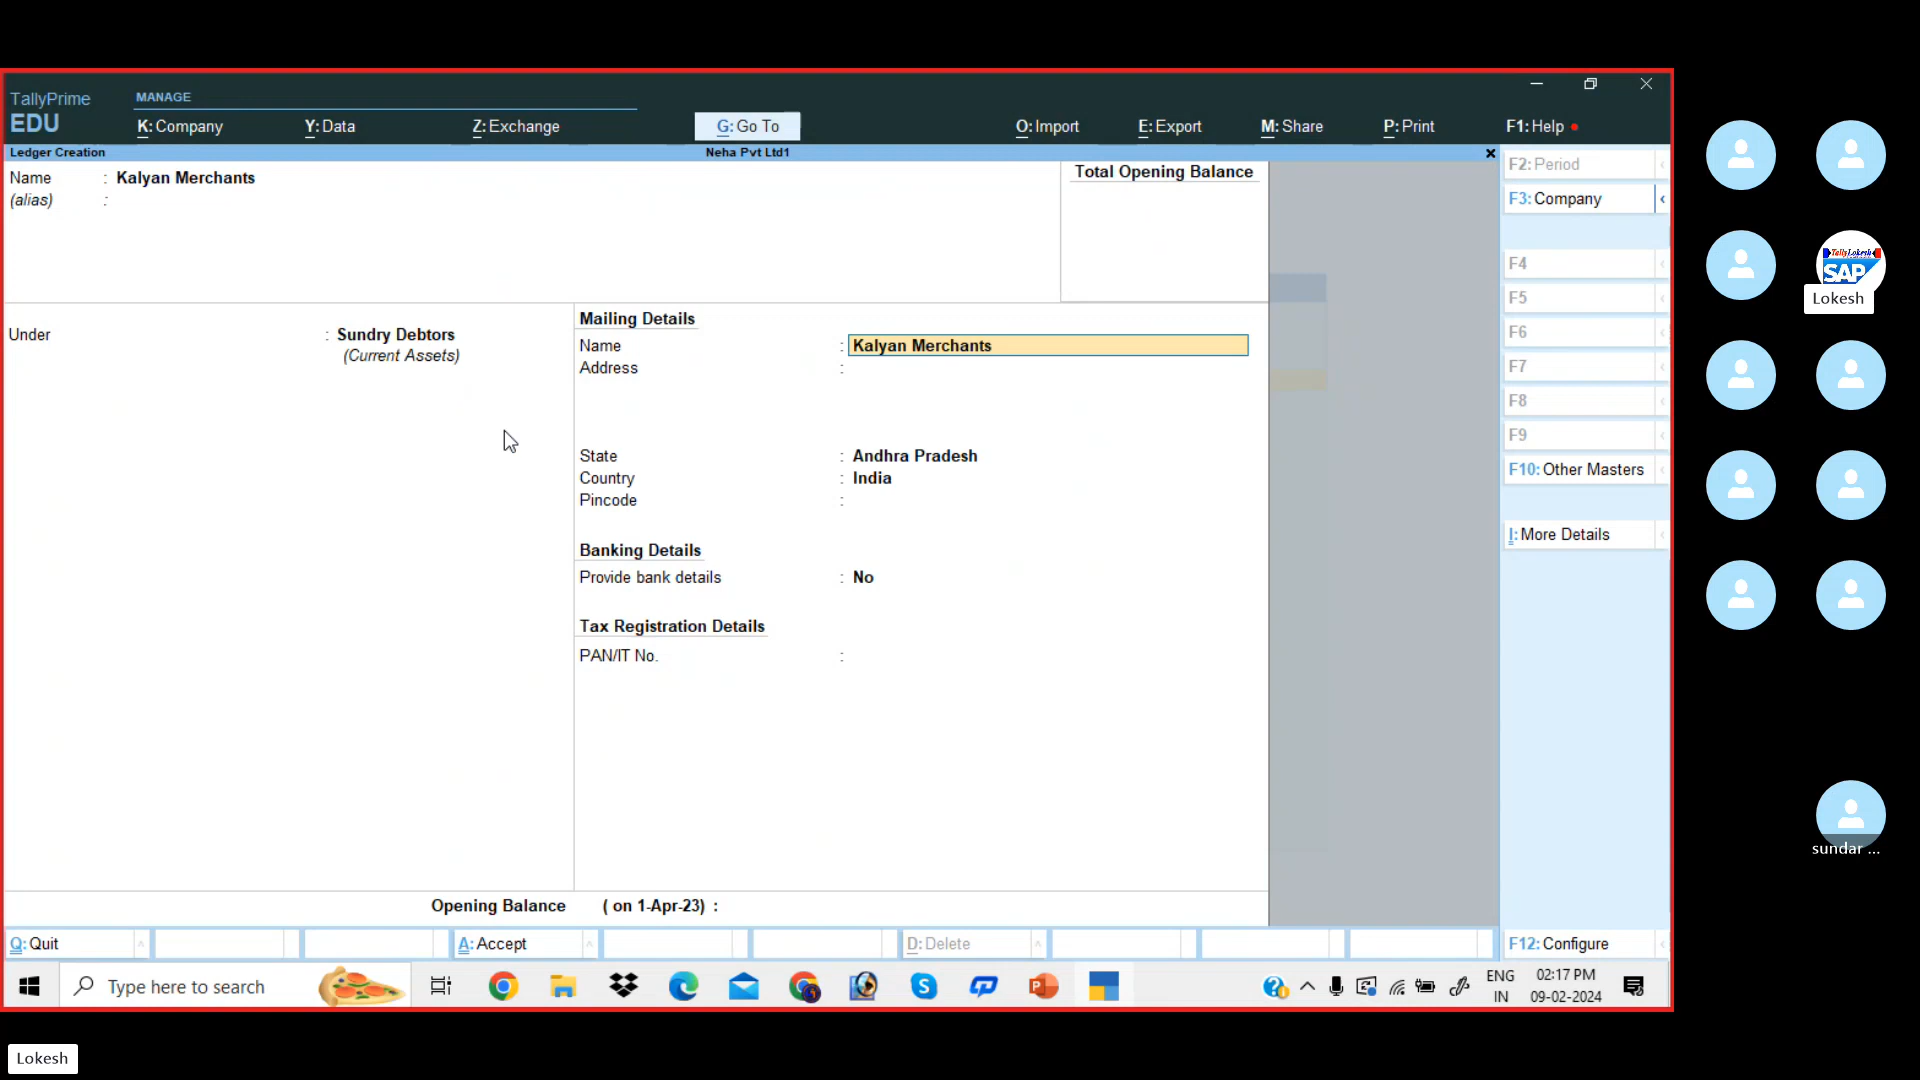 TallyPrime
EDU
MANAGE
K: Company
Y: Data
Z: Exchange
G: Go To
O: Import
E: Export
M: Share
P: Print
F1: Help
Ledger Creation
Neha Pvt Ltd1
Name : Kalyan Merchants
(alias) :
Total Opening Balance
Under : Sundry Debtors
(Current Assets)
Mailing Details
Name : Kalyan Merchants
Address :
State : Andhra Pradesh
Country : India
Pincode :
Banking Details
Provide bank details : No
Tax Registration Details
PAN/IT No. :
Opening Balance ( on 1-Apr-23) :
Q: Quit
A: Accept
D: Delete
F2: Period
F3: Company
F4
F5
F6
F7
F8
F9
F10: Other Masters
I: More Details
F12: Configure
Type here to search
ENG
IN
02:17 PM
09-02-2024
TallyLokesh
SAP
Lokesh
sundar ...
Lokesh